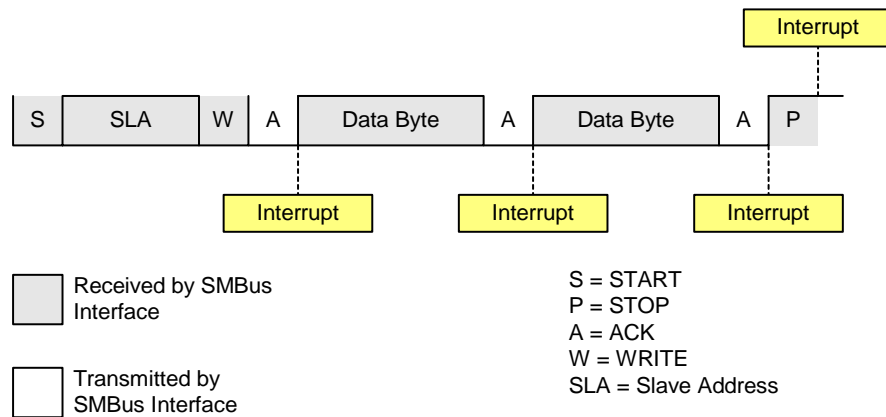 Interrupt
S SLA W A Data Byte A Data Byte A P
Interrupt Interrupt Interrupt
Received by SMBus
Interface
Transmitted by
SMBus Interface
S = START
P = STOP
A = ACK
W = WRITE
SLA = Slave Address